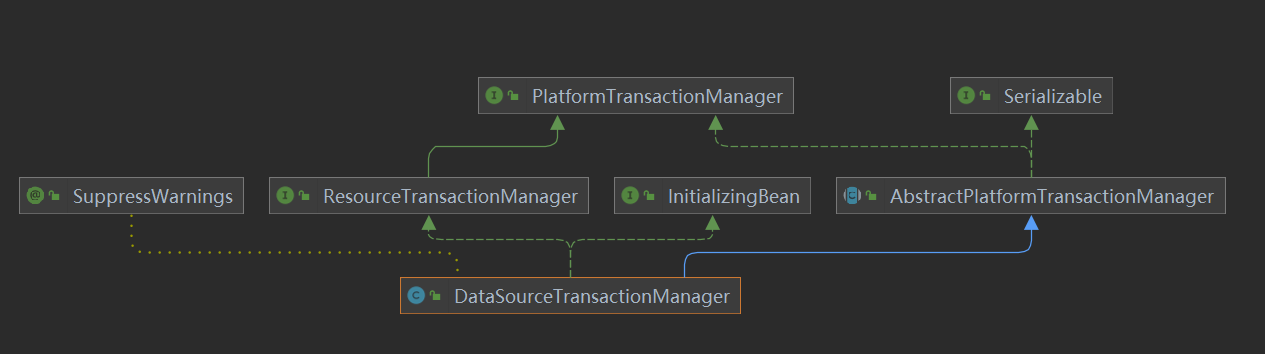 PlatformTransactionManager
Serializable
SuppressWarnings
ResourceTransactionManager
InitializingBean
AbstractPlatformTransactionManager
DataSourceTransactionManager